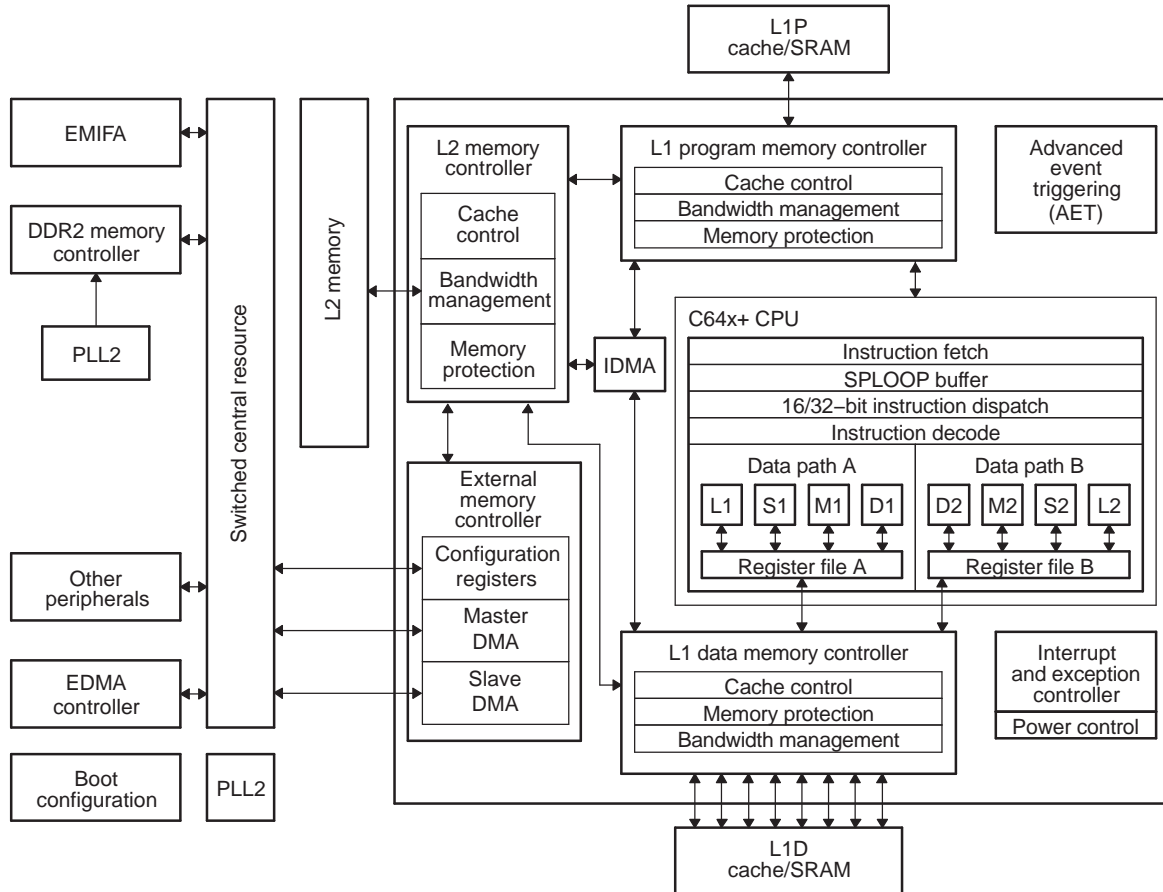 L1P
cache/SRAM
EMIFA
DDR2 memory
controller
PLL2
Other
peripherals
EDMA
controller
Boot
configuration
Switched central resource
PLL2
L2 memory
L2 memory
controller
Cache
control
Bandwidth
management
Memory
protection
External
memory
controller
Configuration
registers
Master
DMA
Slave
DMA
IDMA
L1 program memory controller
Cache control
Bandwidth management
Memory protection
Advanced
event
triggering
(AET)
C64x+ CPU
Instruction fetch
SPLOOP buffer
16/32–bit instruction dispatch
Instruction decode
Data path A
L1 S1 M1 D1
Register file A
Data path B
D2 M2 S2 L2
Register file B
L1 data memory controller
Cache control
Memory protection
Bandwidth management
Interrupt
and exception
controller
Power control
L1D
cache/SRAM